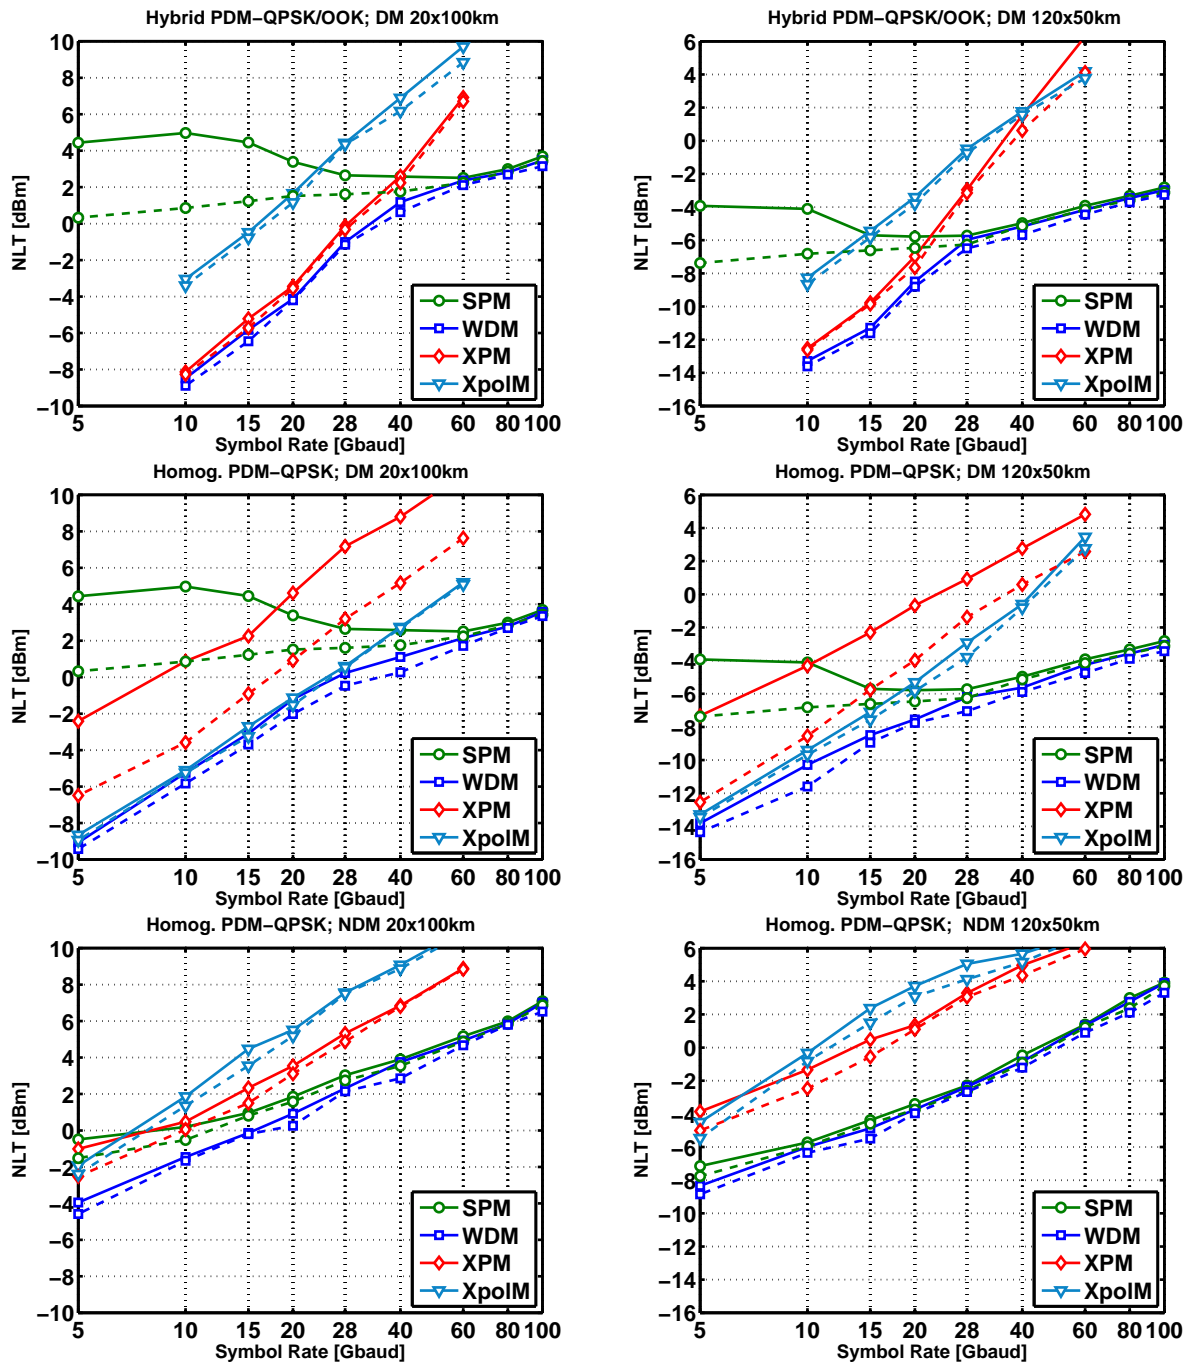 Hybrid PDM−QPSK/OOK; DM 20x100km
10
8
6
4
2
0
−2
−4
−6
−8
−10
NLT [dBm]
5 10 15 20 28 40 60 80 100
Symbol Rate [Gbaud]
SPM
WDM
XPM
XpolM
Hybrid PDM−QPSK/OOK; DM 120x50km
6
4
2
0
−2
−4
−6
−8
−10
−12
−14
−16
NLT [dBm]
5 10 15 20 28 40 60 80 100
Symbol Rate [Gbaud]
SPM
WDM
XPM
XpolM
Homog. PDM−QPSK; DM 20x100km
10
8
6
4
2
0
−2
−4
−6
−8
−10
NLT [dBm]
5 10 15 20 28 40 60 80 100
Symbol Rate [Gbaud]
SPM
WDM
XPM
XpolM
Homog. PDM−QPSK; DM 120x50km
6
4
2
0
−2
−4
−6
−8
−10
−12
−14
−16
NLT [dBm]
5 10 15 20 28 40 60 80 100
Symbol Rate [Gbaud]
SPM
WDM
XPM
XpolM
Homog. PDM−QPSK; NDM 20x100km
10
8
6
4
2
0
−2
−4
−6
−8
−10
NLT [dBm]
5 10 15 20 28 40 60 80 100
Symbol Rate [Gbaud]
SPM
WDM
XPM
XpolM
Homog. PDM−QPSK; NDM 120x50km
6
4
2
0
−2
−4
−6
−8
−10
−12
−14
−16
NLT [dBm]
5 10 15 20 28 40 60 80 100
Symbol Rate [Gbaud]
SPM
WDM
XPM
XpolM